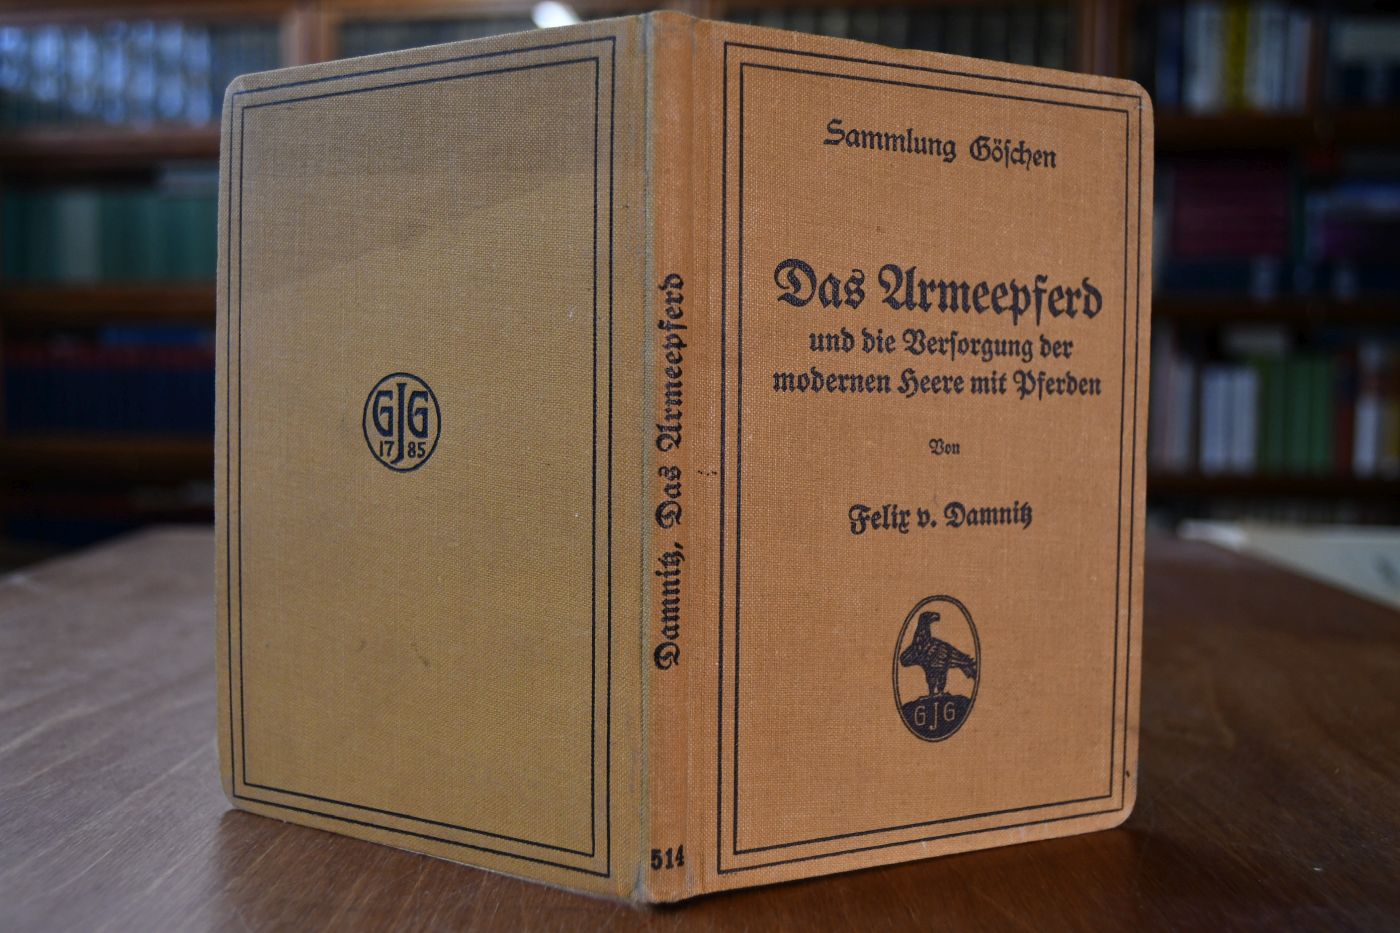 GJG
17 85
Damnitz, Das Armeepferd
514
Sammlung Göſchen
Das Armeepferd
und die Verſorgung der
modernen Heere mit Pferden
Von
Felix v. Damnitz
GJG